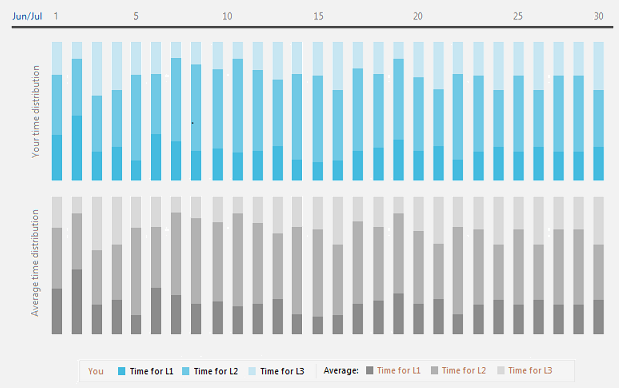 Jun/Jul 1 5 10 15 20 25 30
Your time distribution
Average time distribution
You Time for L1 Time for L2 Time for L3 Average: Time for L1 Time for L2 Time for L3